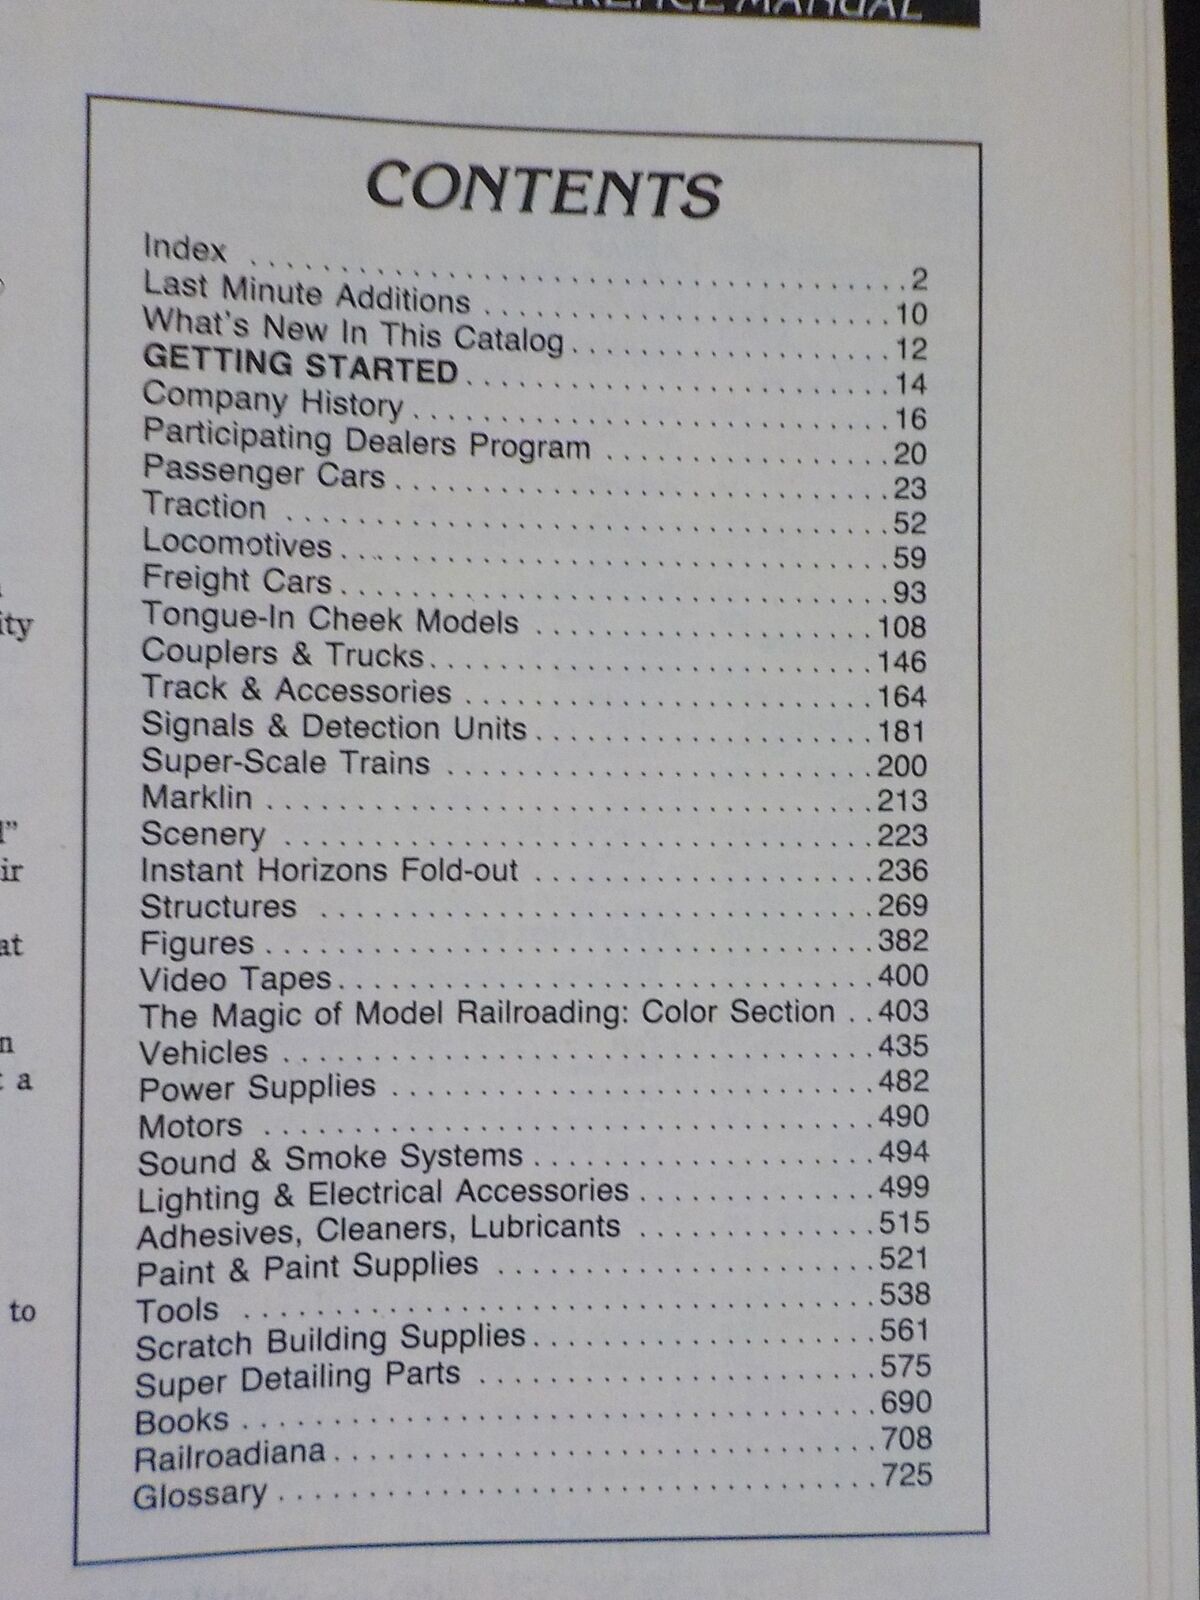 REFERENCE MANUAL
CONTENTS
Index . . . . . . . . . . . . . . . . . . . . 2
Last Minute Additions . . . . . . . . . . 10
What's New In This Catalog . . . . . . . . 12
GETTING STARTED . . . . . . . . . . 14
Company History . . . . . . . . . . 16
Participating Dealers Program . . . . . . . . 20
Passenger Cars . . . . . . . . . . 23
Traction . . . . . . . . . . 52
Locomotives . . . . . . . . . . 59
Freight Cars . . . . . . . . . . 93
Tongue-In Cheek Models . . . . . . . . . . 108
Couplers & Trucks . . . . . . . . . . 146
Track & Accessories . . . . . . . . . . 164
Signals & Detection Units . . . . . . . . . . 181
Super-Scale Trains . . . . . . . . . . 200
Marklin . . . . . . . . . . 213
Scenery . . . . . . . . . . 223
Instant Horizons Fold-out . . . . . . . . . . 236
Structures . . . . . . . . . . 269
Figures . . . . . . . . . . 382
Video Tapes . . . . . . . . . . 400
The Magic of Model Railroading: Color Section . . 403
Vehicles . . . . . . . . . . 435
Power Supplies . . . . . . . . . . 482
Motors . . . . . . . . . . 490
Sound & Smoke Systems . . . . . . . . . . 494
Lighting & Electrical Accessories . . . . . . . . 499
Adhesives, Cleaners, Lubricants . . . . . . . . 515
Paint & Paint Supplies . . . . . . . . . . 521
Tools . . . . . . . . . . 538
Scratch Building Supplies . . . . . . . . . . 561
Super Detailing Parts . . . . . . . . . . 575
Books . . . . . . . . . . 690
Railroadiana . . . . . . . . . . 708
Glossary . . . . . . . . . . 725
ity
ir
at
n
a
to